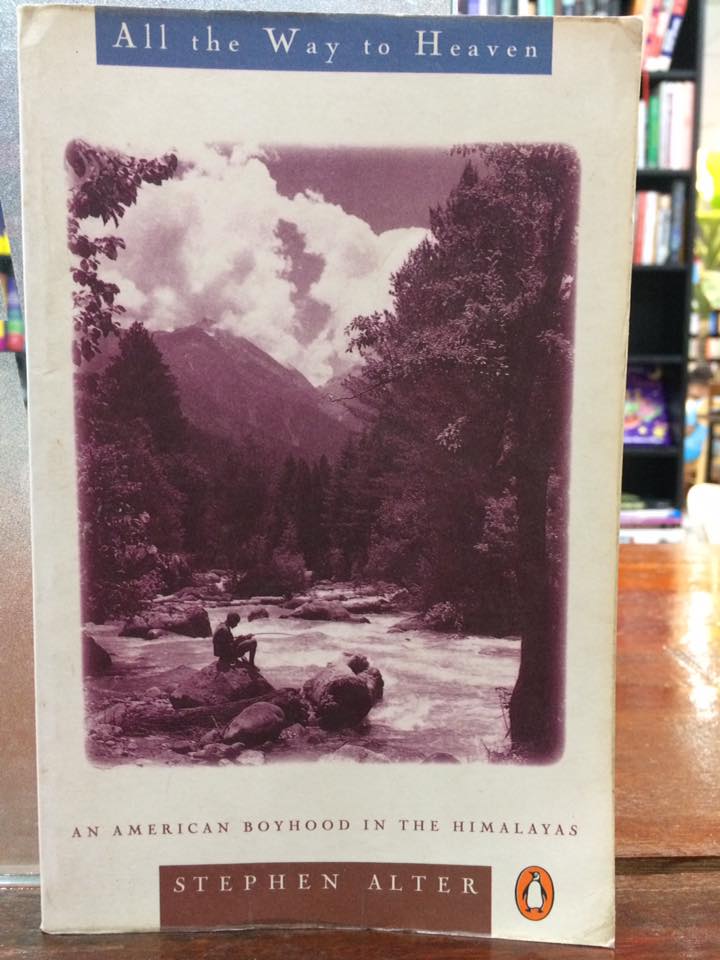 All the Way to Heaven
AN AMERICAN BOYHOOD IN THE HIMALAYAS
STEPHEN ALTER